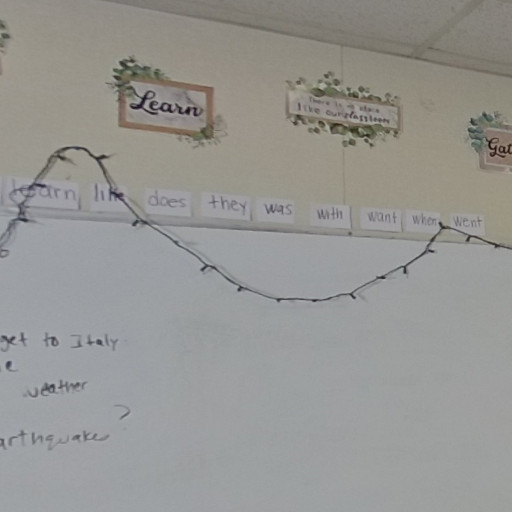 Learn
There is no place
like our classroom
Gat
learn like does they was with want when went
get to Italy
e
weather
?
arthquake